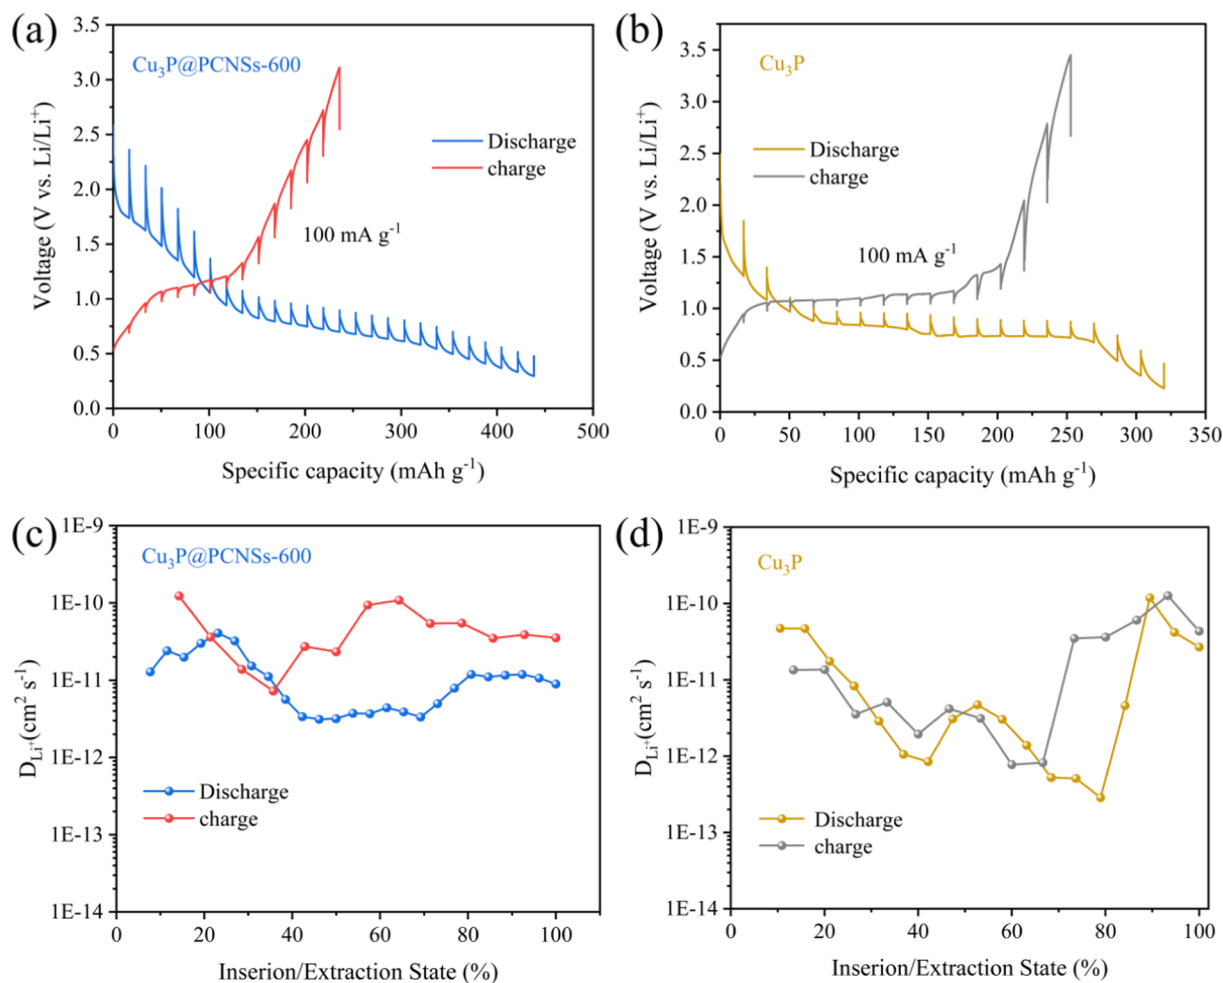 (a)
3.5
3.0
2.5
2.0
1.5
1.0
0.5
0.0
Voltage (V vs. Li/Li⁺)
Cu₃P@PCNSs-600
Discharge
charge
100 mA g⁻¹
0 100 200 300 400 500
Specific capacity (mAh g⁻¹)
(b)
3.5
3.0
2.5
2.0
1.5
1.0
0.5
0.0
Voltage (V vs. Li/Li⁺)
Cu₃P
Discharge
charge
100 mA g⁻¹
0 50 100 150 200 250 300 350
Specific capacity (mAh g⁻¹)
(c)
1E-9
1E-10
1E-11
1E-12
1E-13
1E-14
D_Li⁺(cm² s⁻¹)
Cu₃P@PCNSs-600
Discharge
charge
0 20 40 60 80 100
Inserion/Extraction State (%)
(d)
1E-9
1E-10
1E-11
1E-12
1E-13
1E-14
D_Li⁺(cm² s⁻¹)
Cu₃P
Discharge
charge
0 20 40 60 80 100
Inserion/Extraction State (%)